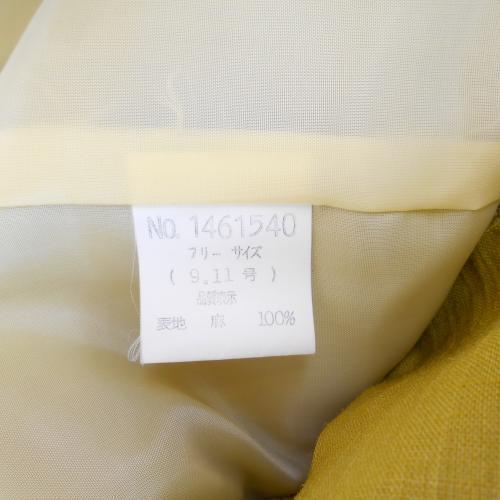 No. 1461540
フリー サイズ
( 9.11 号 )
品質表示
表地 麻 100%